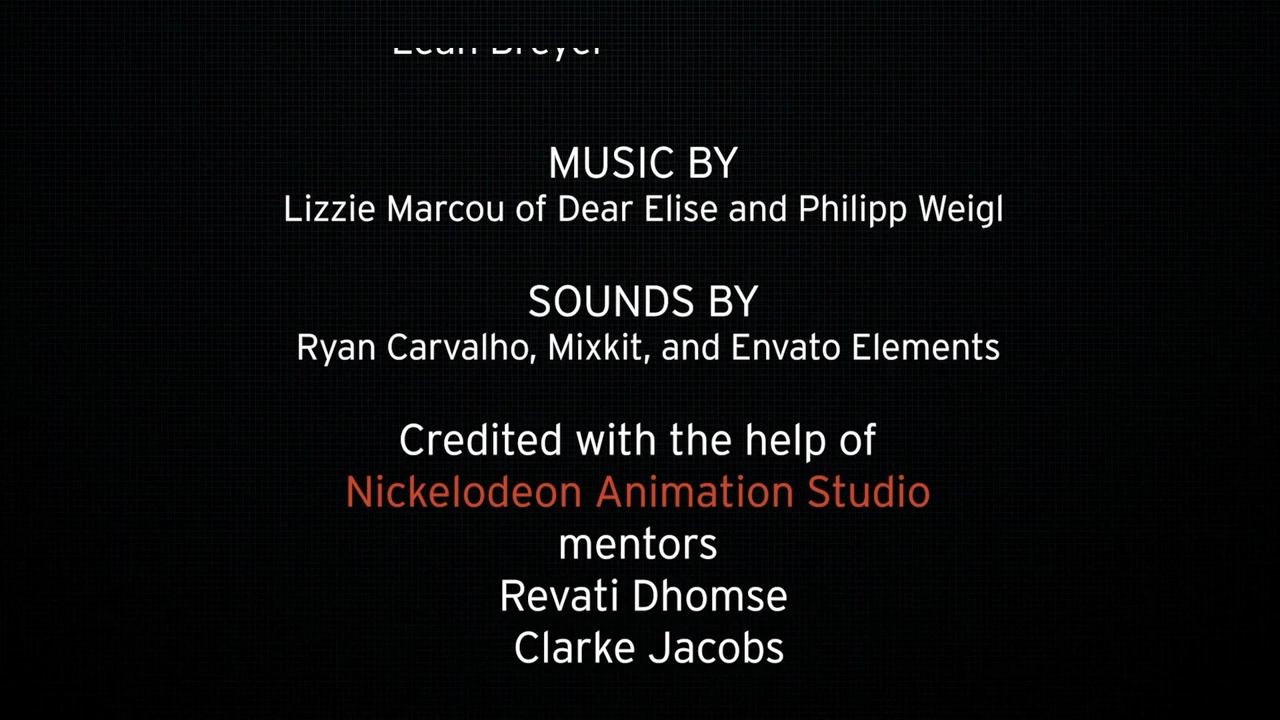 Breyer
MUSIC BY
Lizzie Marcou of Dear Elise and Philipp Weigl
SOUNDS BY
Ryan Carvalho, Mixkit, and Envato Elements
Credited with the help of
Nickelodeon Animation Studio
mentors
Revati Dhomse
Clarke Jacobs